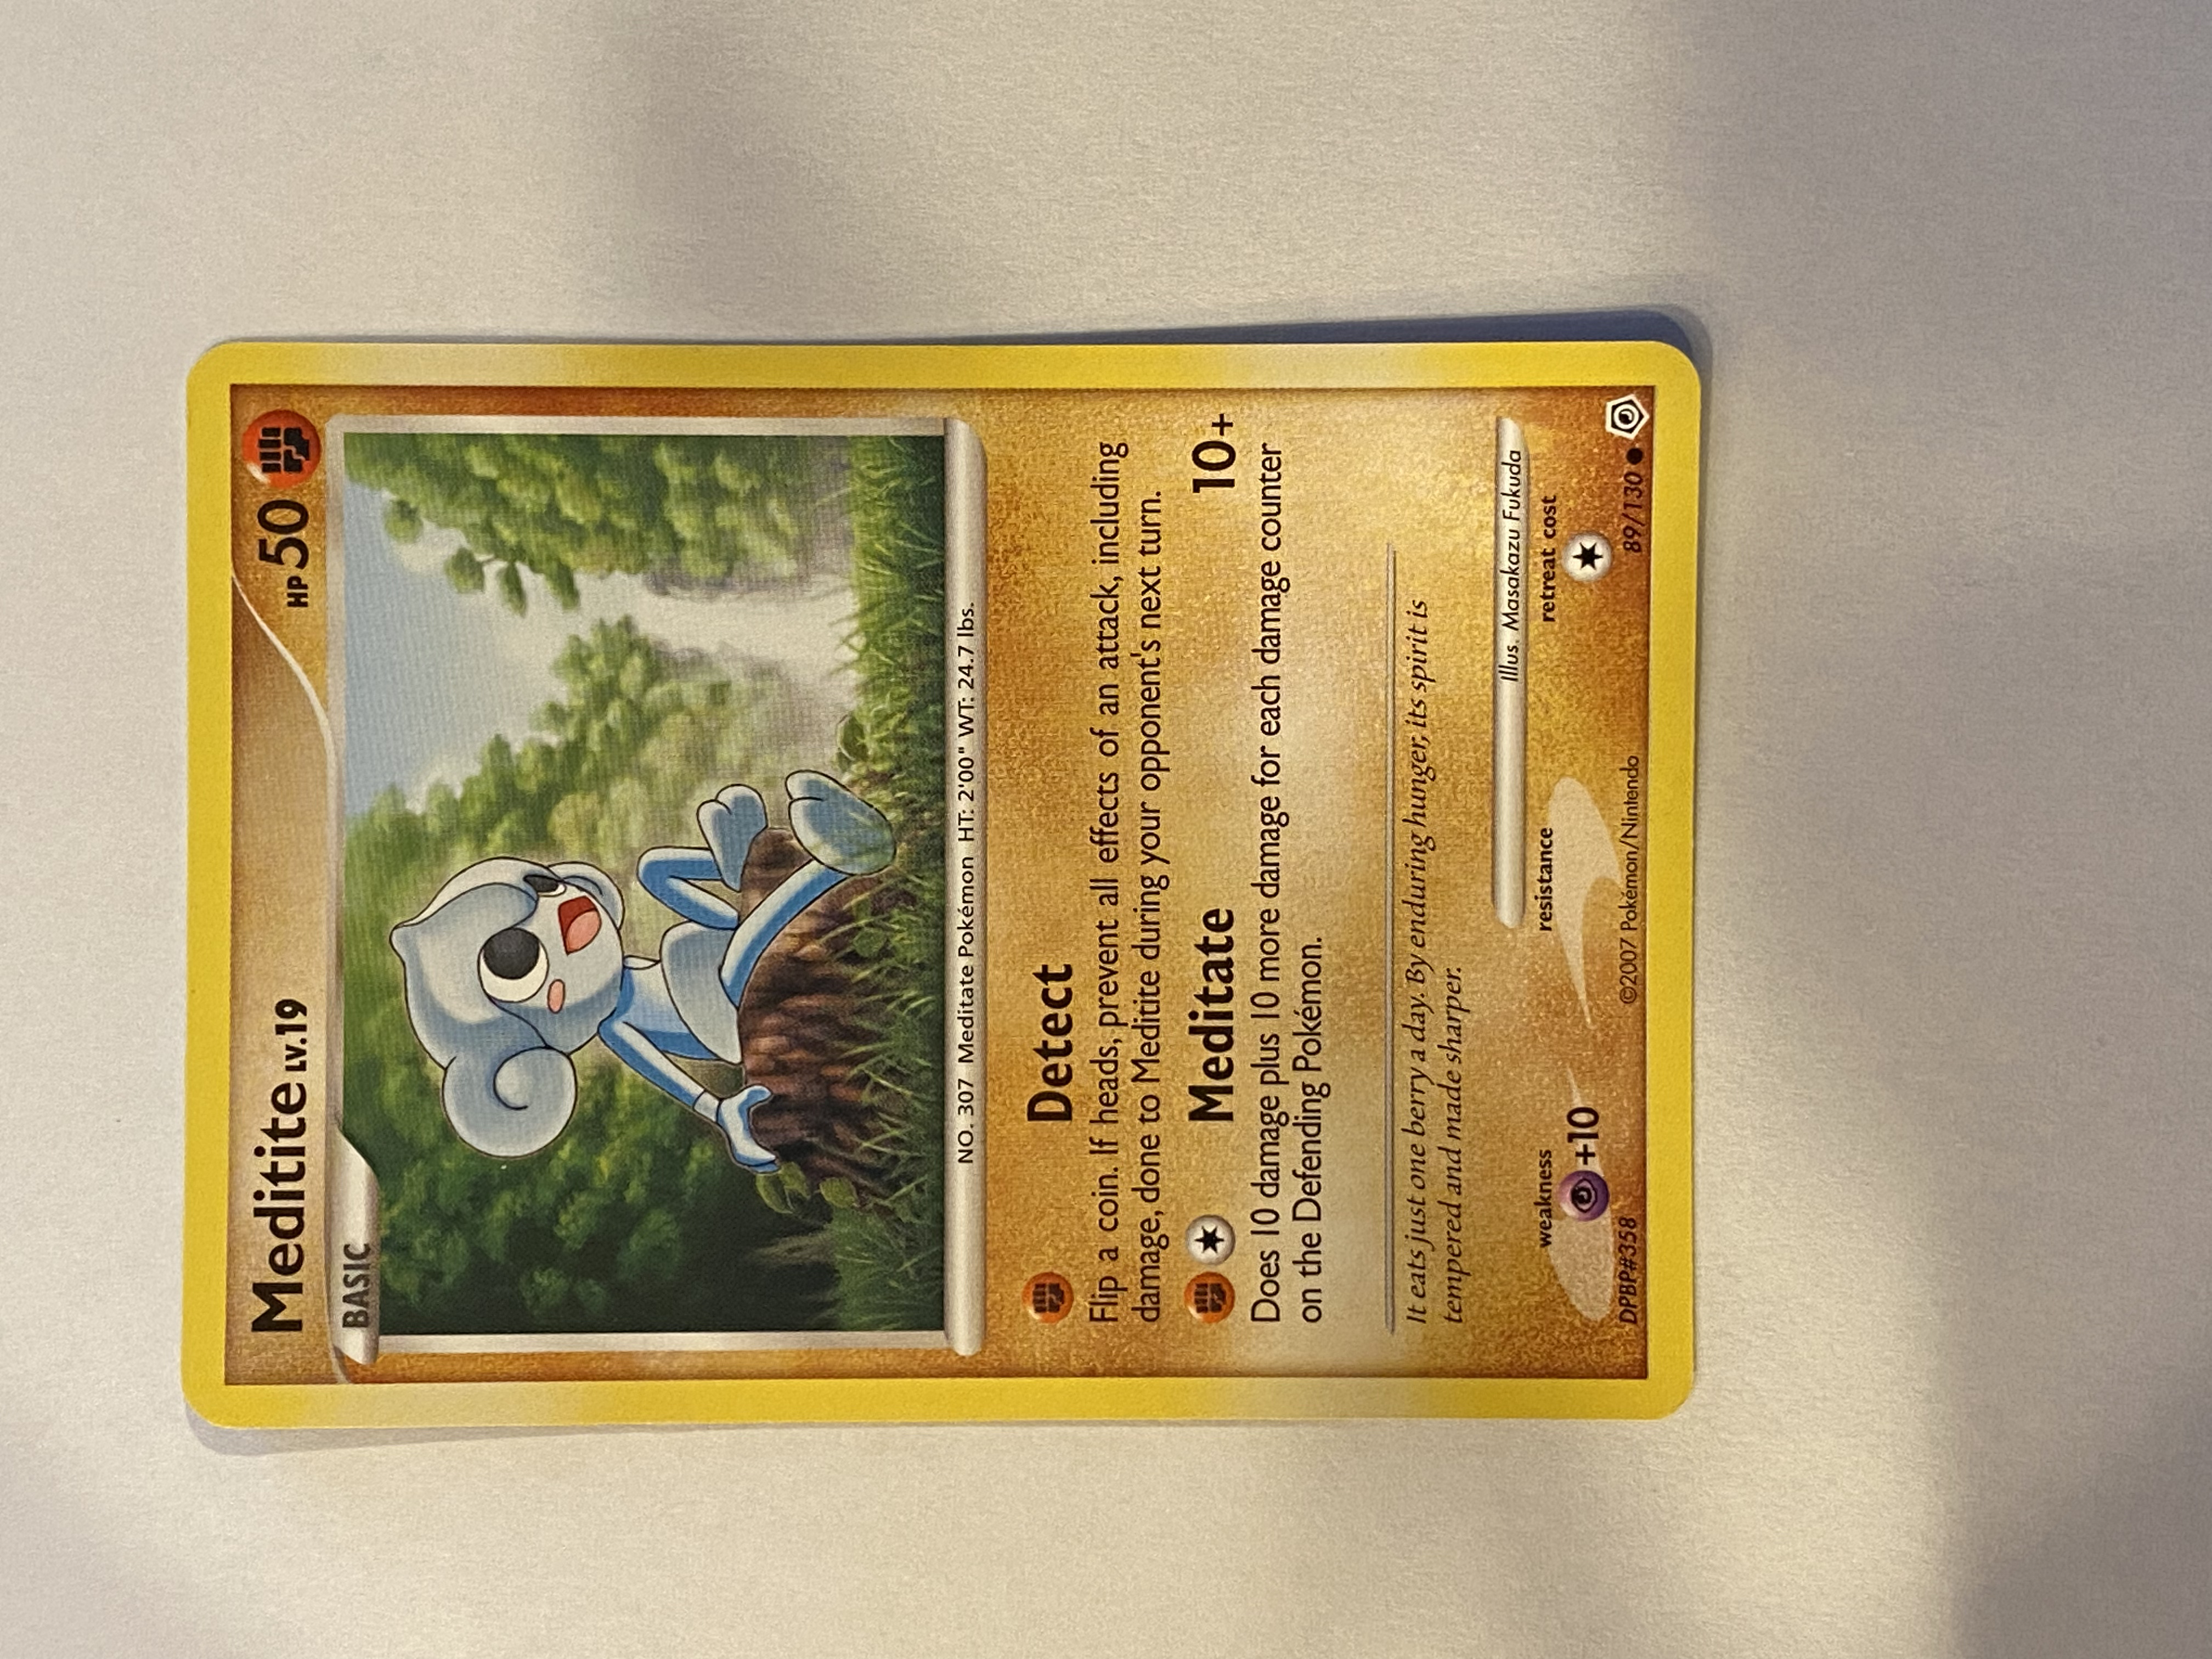 Meditite LV.19 HP 50
BASIC
NO. 307 Meditate Pokémon HT: 2'00" WT: 24.7 lbs.
Detect
Flip a coin. If heads, prevent all effects of an attack, including
damage, done to Meditite during your opponent's next turn.
Meditate 10+
Does 10 damage plus 10 more damage for each damage counter
on the Defending Pokémon.
It eats just one berry a day. By enduring hunger, its spirit is
tempered and made sharper.
Illus. Masakazu Fukuda
weakness resistance retreat cost
+10
DPBP#358 ©2007 Pokémon/Nintendo 89/130